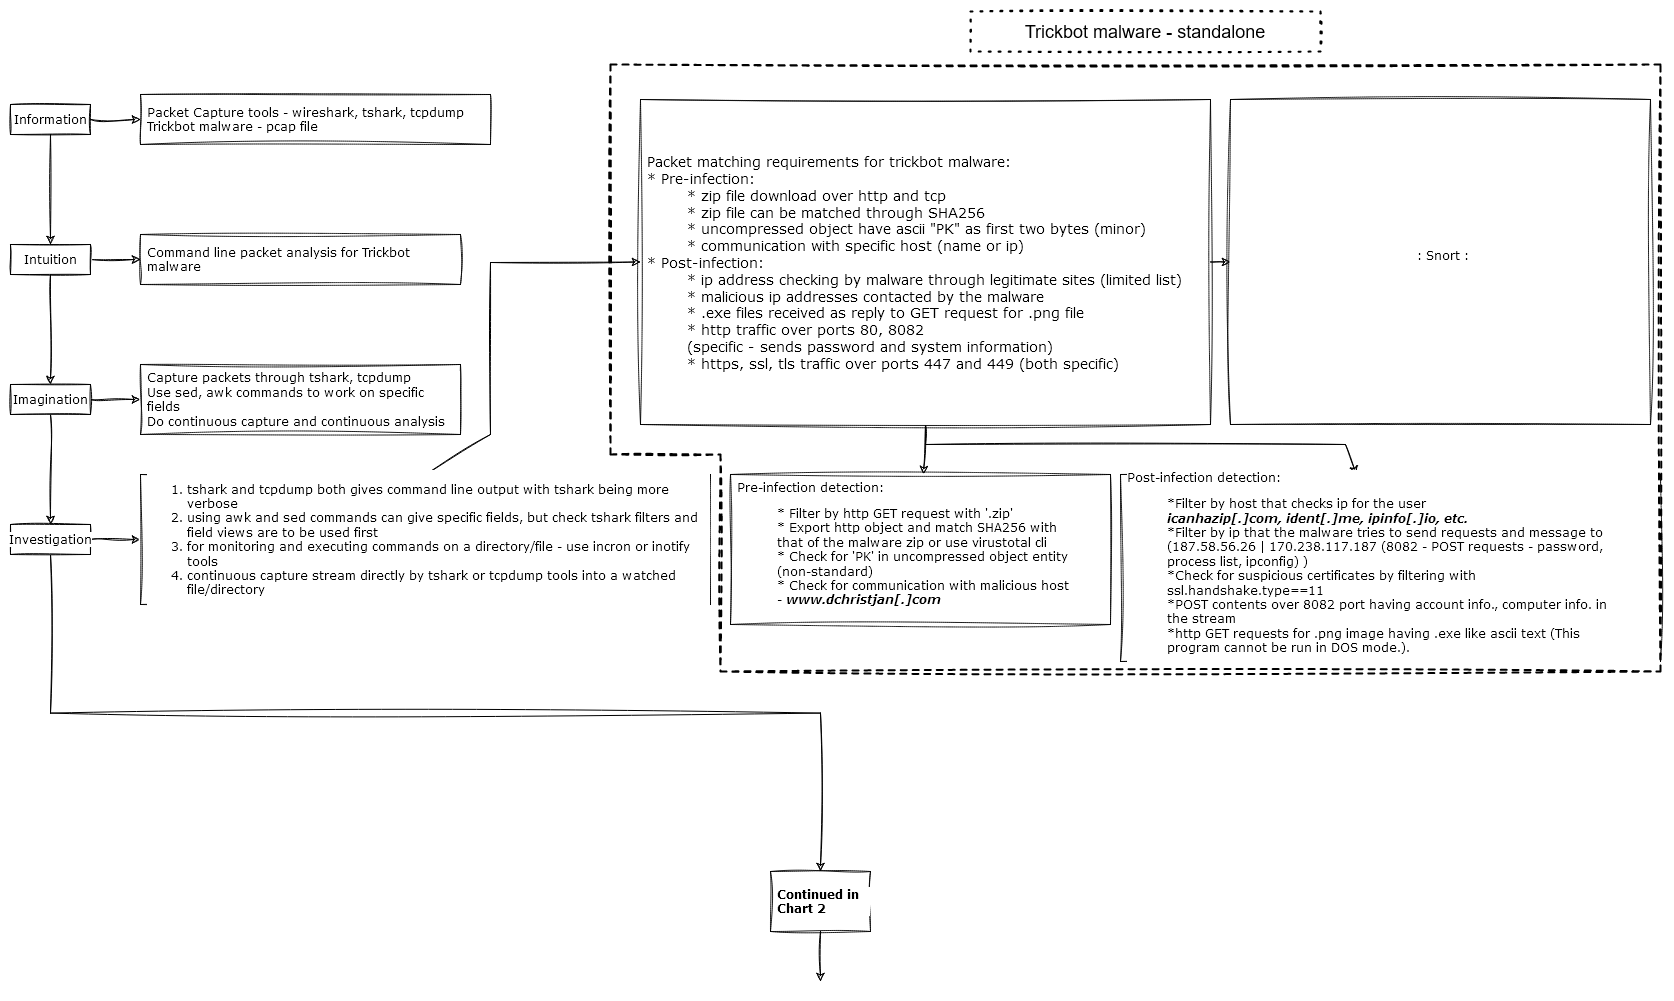 Trickbot malware - standalone
Information
Packet Capture tools - wireshark, tshark, tcpdump
Trickbot malware - pcap file
Intuition
Command line packet analysis for Trickbot
malware
Imagination
Capture packets through tshark, tcpdump
Use sed, awk commands to work on specific
fields
Do continuous capture and continuous analysis
Investigation
1. tshark and tcpdump both gives command line output with tshark being more
verbose
2. using awk and sed commands can give specific fields, but check tshark filters and
field views are to be used first
3. for monitoring and executing commands on a directory/file - use incron or inotify
tools
4. continuous capture stream directly by tshark or tcpdump tools into a watched
file/directory
Packet matching requirements for trickbot malware:
* Pre-infection:
* zip file download over http and tcp
* zip file can be matched through SHA256
* uncompressed object have ascii "PK" as first two bytes (minor)
* communication with specific host (name or ip)
* Post-infection:
* ip address checking by malware through legitimate sites (limited list)
* malicious ip addresses contacted by the malware
* .exe files received as reply to GET request for .png file
* http traffic over ports 80, 8082
(specific - sends password and system information)
* https, ssl, tls traffic over ports 447 and 449 (both specific)
: Snort :
Pre-infection detection:
* Filter by http GET request with '.zip'
* Export http object and match SHA256 with
that of the malware zip or use virustotal cli
* Check for 'PK' in uncompressed object entity
(non-standard)
* Check for communication with malicious host
- www.dchristjan[.]com
Post-infection detection:
*Filter by host that checks ip for the user
icanhazip[.]com, ident[.]me, ipinfo[.]io, etc.
*Filter by ip that the malware tries to send requests and message to
(187.58.56.26 | 170.238.117.187 (8082 - POST requests - password,
process list, ipconfig) )
*Check for suspicious certificates by filtering with
ssl.handshake.type==11
*POST contents over 8082 port having account info., computer info. in
the stream
*http GET requests for .png image having .exe like ascii text (This
program cannot be run in DOS mode.).
Continued in
Chart 2